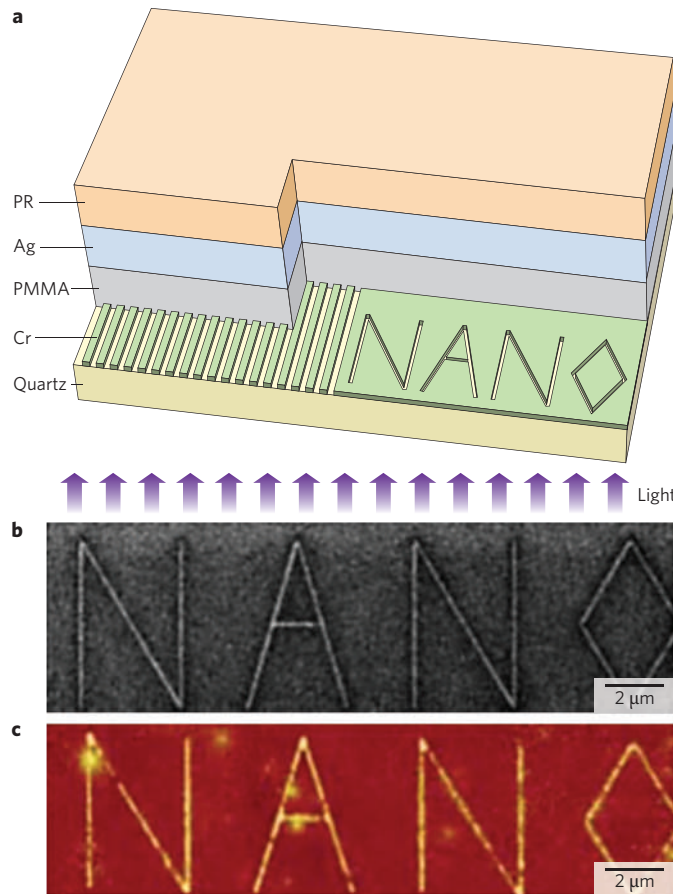 a
PR
Ag
PMMA
Cr
Quartz
NANO
Light
b
NANO
2 μm
c
NANO
2 μm